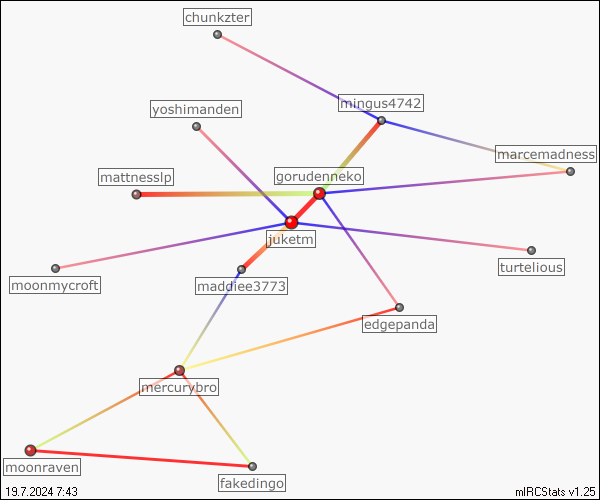 chunkzter
mingus4742
yoshimanden
marcemadness
mattnesslp
gorudenneko
juketm
turtelious
moonmycroft
maddiee3773
edgepanda
mercurybro
moonraven
fakedingo
19.7.2024 7:43
mIRCStats v1.25